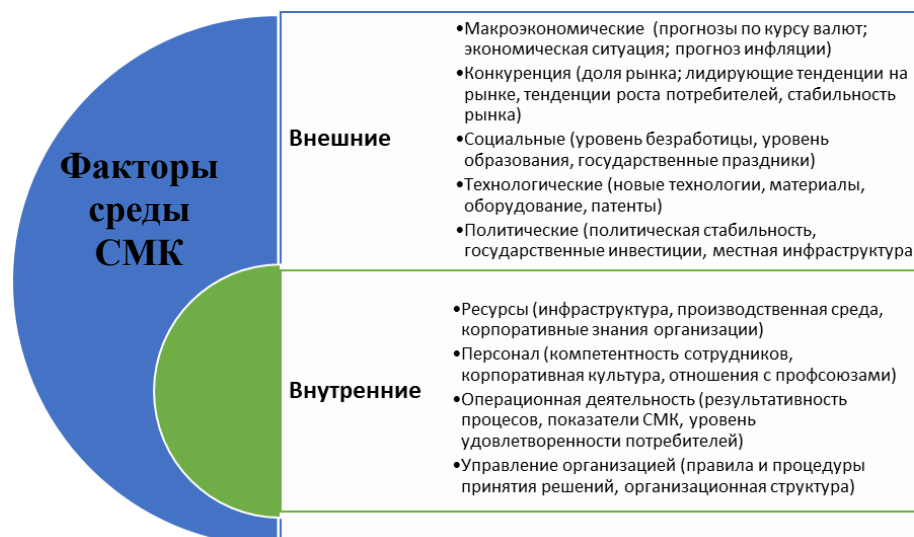 Факторы
среды
СМК
Внешние
•Макроэкономические (прогнозы по курсу валют;
экономическая ситуация; прогноз инфляции)
•Конкуренция (доля рынка; лидирующие тенденции на
рынке, тенденции роста потребителей, стабильность
рынка)
•Социальные (уровень безработицы, уровень
образования, государственные праздники)
•Технологические (новые технологии, материалы,
оборудование, патенты)
•Политические (политическая стабильность,
государственные инвестиции, местная инфраструктура
Внутренние
•Ресурсы (инфраструктура, производственная среда,
корпоративные знания организации)
•Персонал (компетентность сотрудников,
корпоративная культура, отношения с профсоюзами)
•Операционная деятельность (результативность
процесов, показатели СМК, уровень
удовлетворенности потребителей)
•Управление организацией (правила и процедуры
принятия решений, организационная структура)